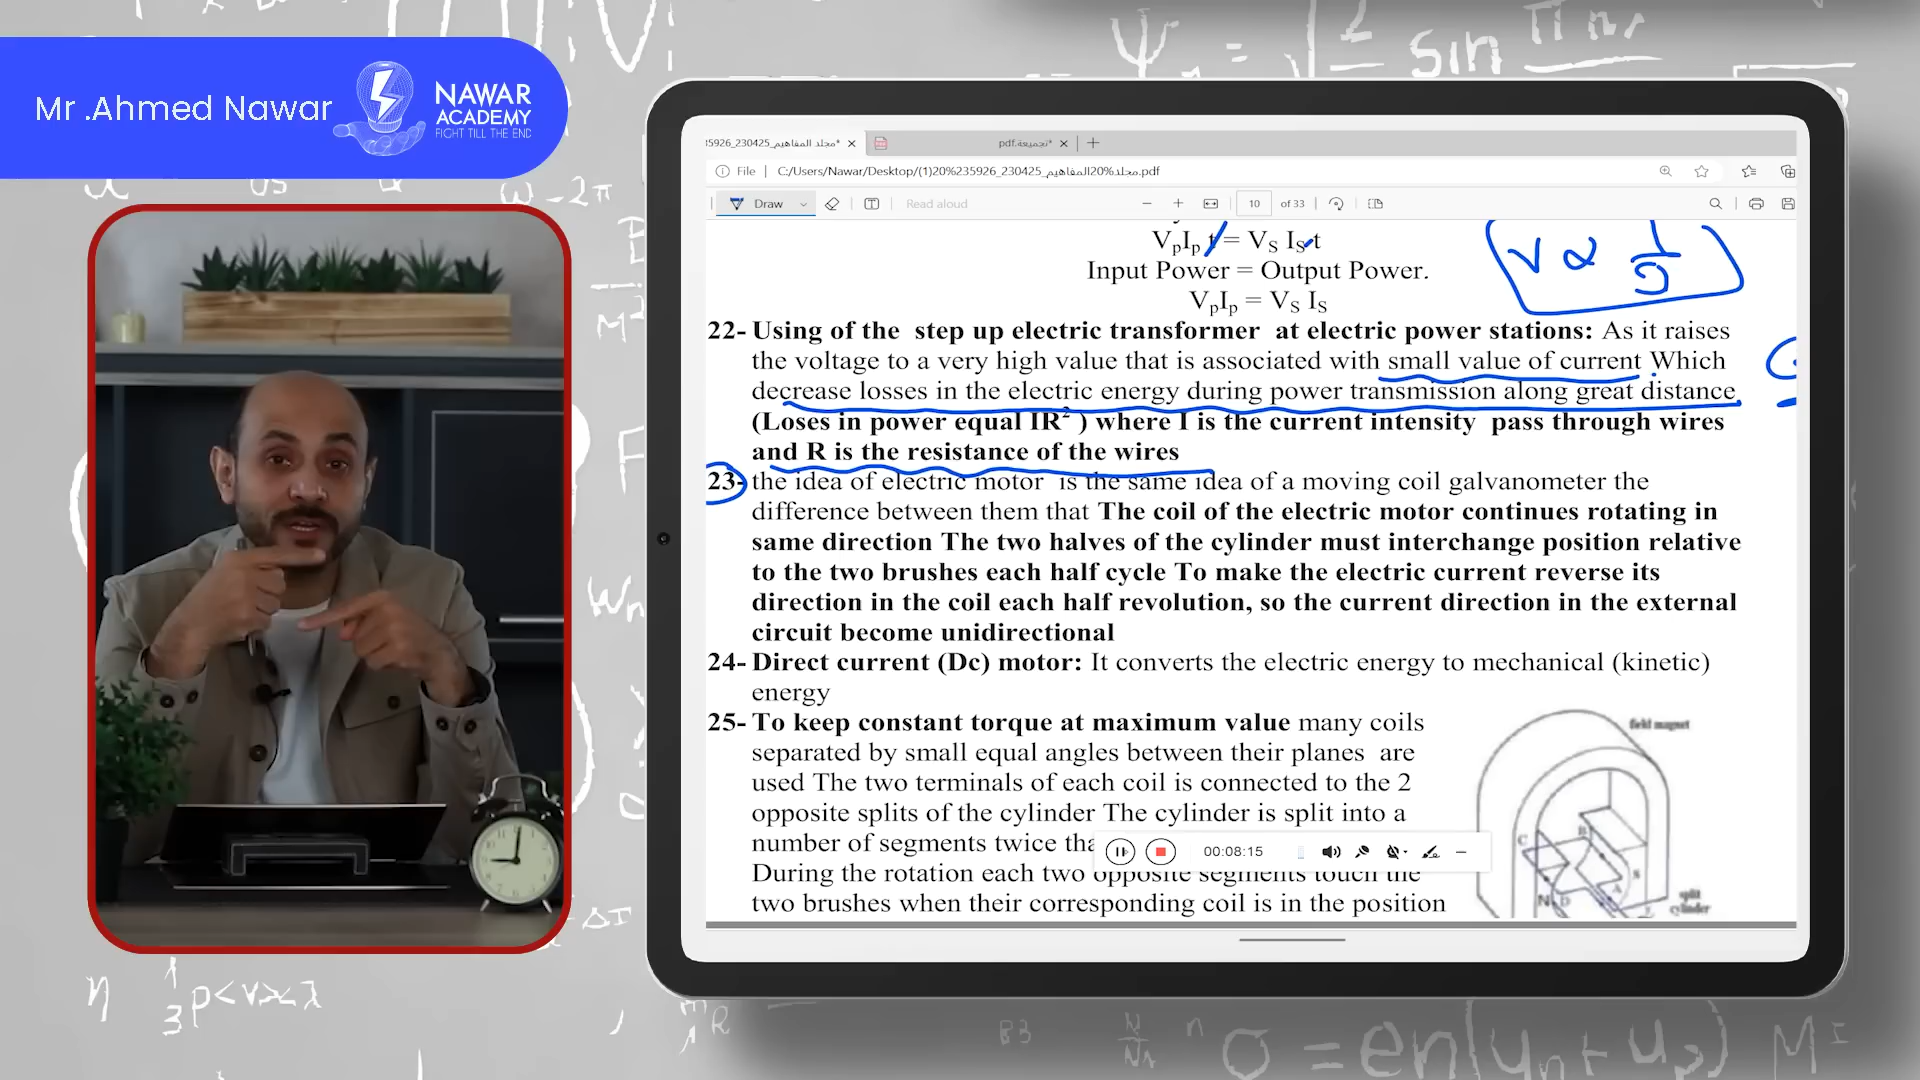 Mr .Ahmed Nawar
NAWAR
ACADEMY
FIGHT TILL THE END
File
C:/Users/Nawar/Desktop/(1)20%235926_230425_مجلد%20المفاهيم.pdf
Draw
Read aloud
10 of 33
VpIp t = VS IS t
Input Power = Output Power.
VpIp = VS IS
V ∝ 1/I
22- Using of the step up electric transformer at electric power stations: As it raises
the voltage to a very high value that is associated with small value of current Which
decrease losses in the electric energy during power transmission along great distance
(Loses in power equal IR² ) where I is the current intensity pass through wires
and R is the resistance of the wires
23- the idea of electric motor is the same idea of a moving coil galvanometer the
difference between them that The coil of the electric motor continues rotating in
same direction The two halves of the cylinder must interchange position relative
to the two brushes each half cycle To make the electric current reverse its
direction in the coil each half revolution, so the current direction in the external
circuit become unidirectional
24- Direct current (Dc) motor: It converts the electric energy to mechanical (kinetic)
energy
25- To keep constant torque at maximum value many coils
separated by small equal angles between their planes are
used The two terminals of each coil is connected to the 2
opposite splits of the cylinder The cylinder is split into a
number of segments twice
During the rotation each two opposite segments touch the
two brushes when their corresponding coil is in the position
field magnet
split
cylinder
00:08:15